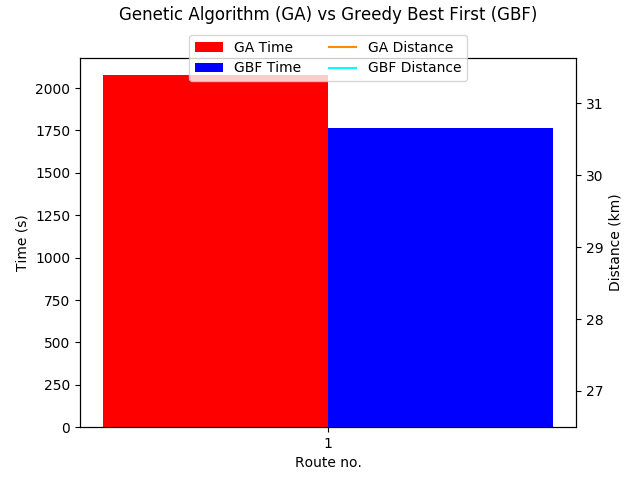 Genetic Algorithm (GA) vs Greedy Best First (GBF)
GA Time
GBF Time
GA Distance
GBF Distance
2000
1750
1500
1250
1000
750
500
250
0
Time (s)
31
30
29
28
27
Distance (km)
1
Route no.